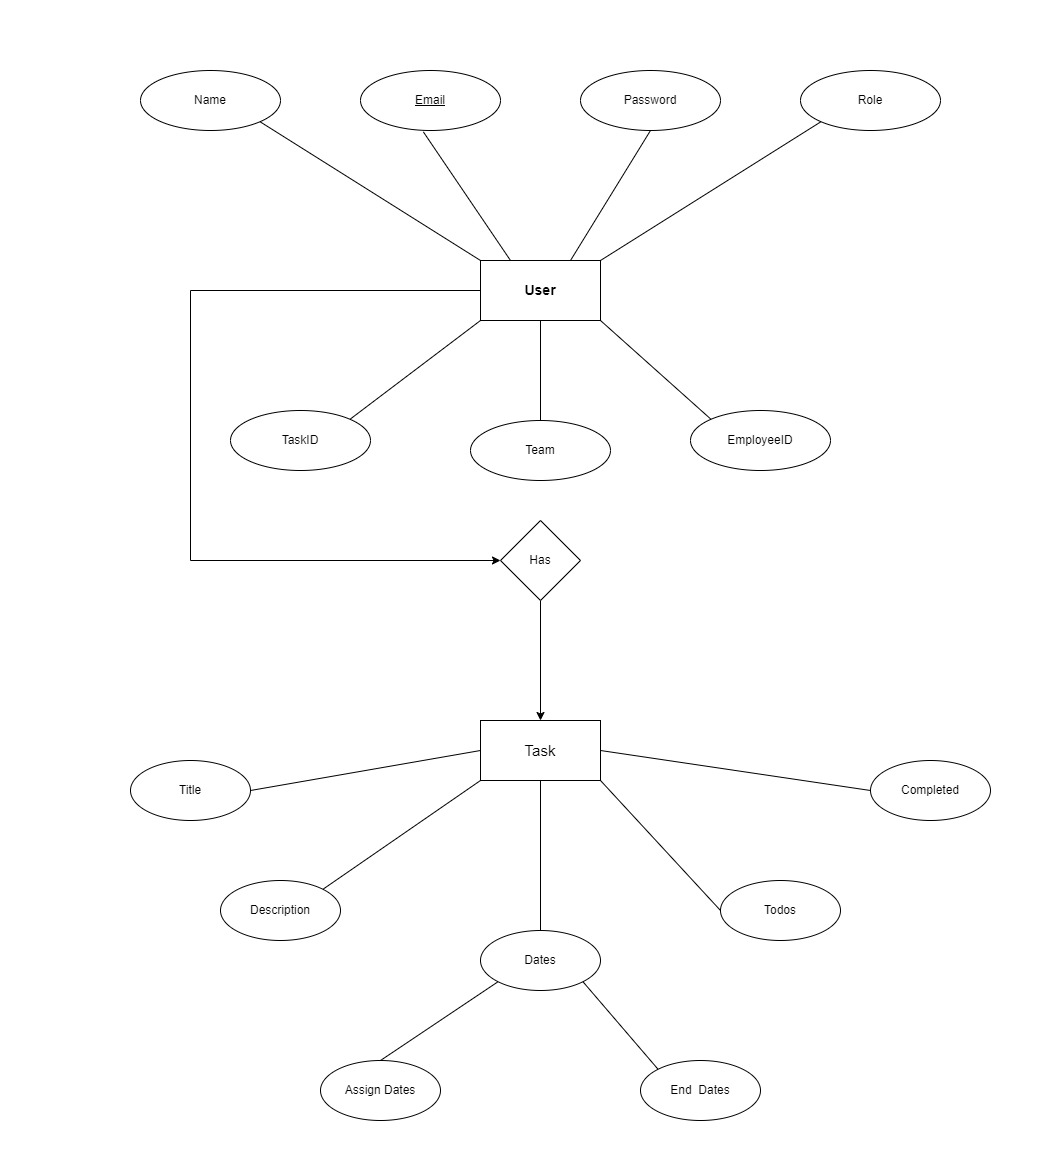 Name
Email
Password
Role
User
TaskID
Team
EmployeeID
Has
Task
Title
Completed
Description
Todos
Dates
Assign Dates
End  Dates